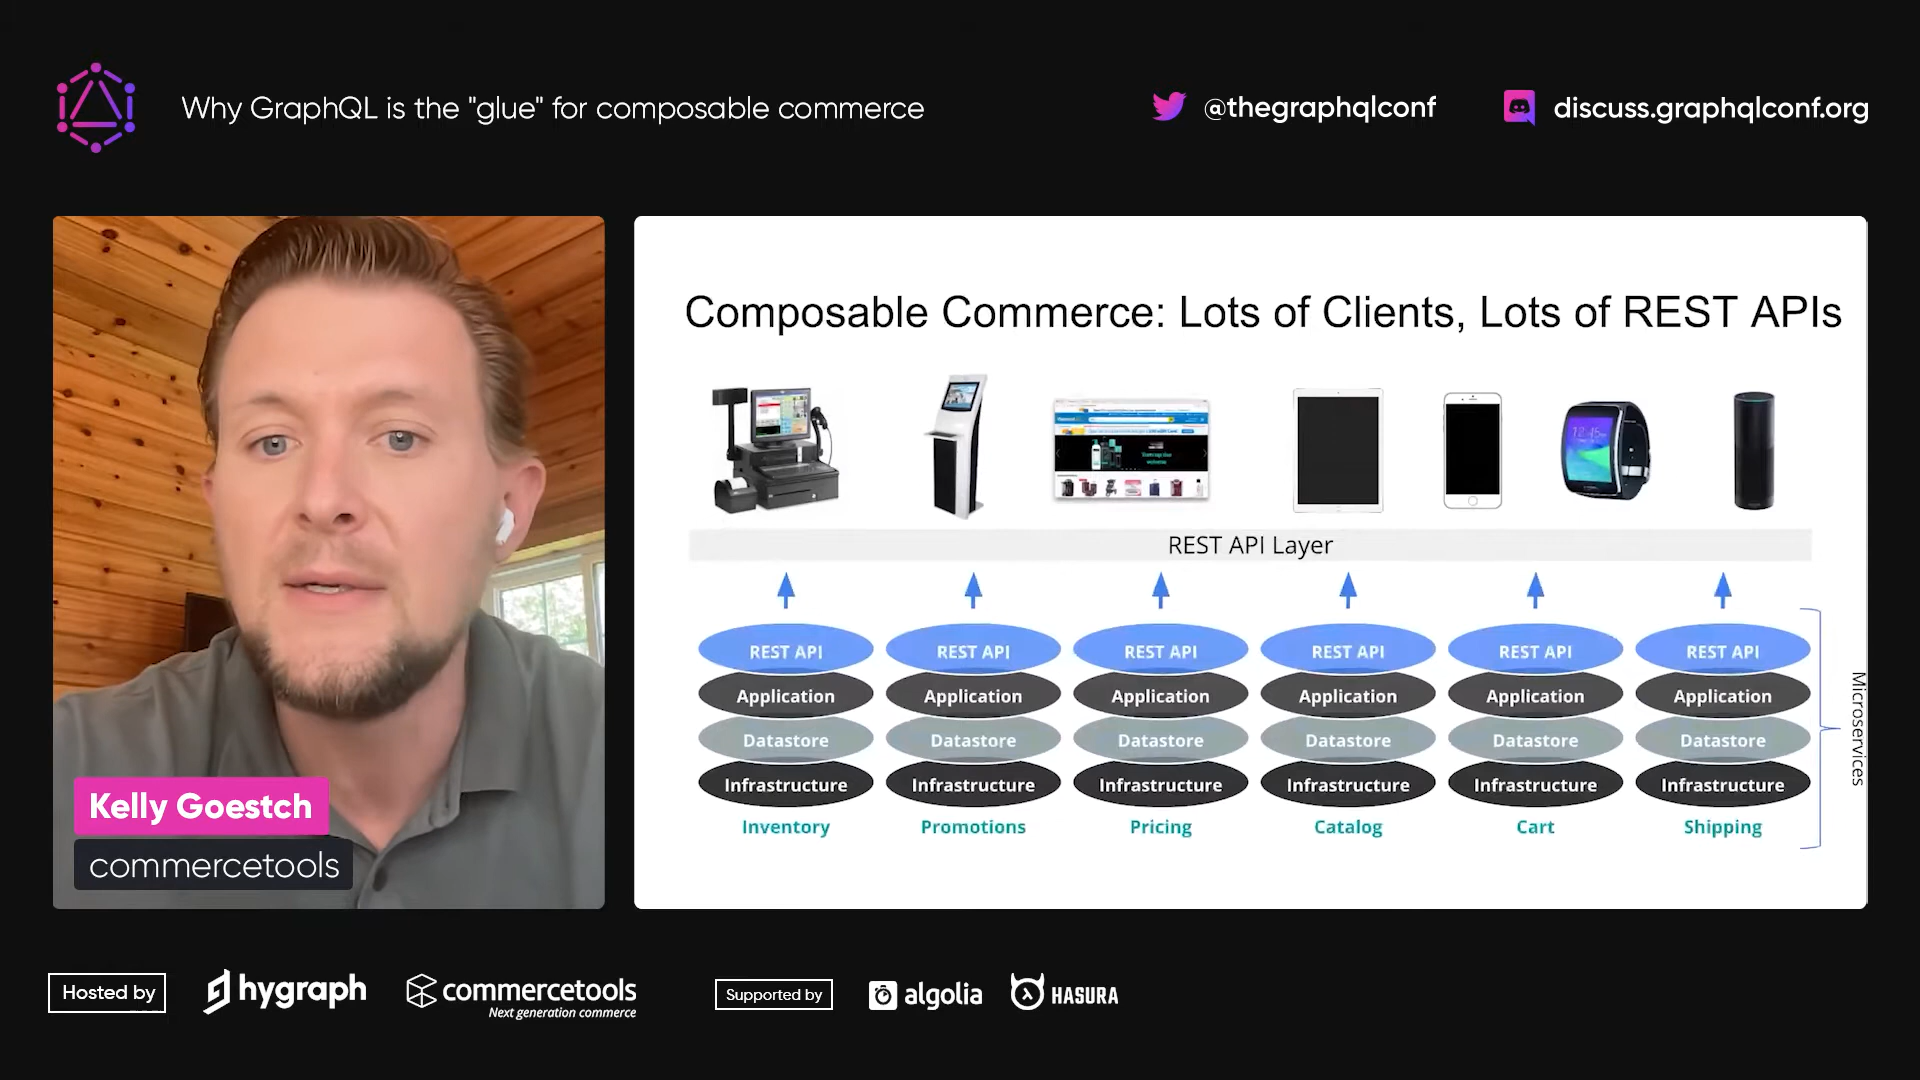 Why GraphQL is the "glue" for composable commerce
@thegraphqlconf
discuss.graphqlconf.org
Kelly Goestch
commercetools
Composable Commerce: Lots of Clients, Lots of REST APIs
REST API Layer
REST API REST API REST API REST API REST API REST API
Application Application Application Application Application Application
Datastore Datastore Datastore Datastore Datastore Datastore
Infrastructure Infrastructure Infrastructure Infrastructure Infrastructure Infrastructure
Inventory Promotions Pricing Catalog Cart Shipping
Microservices
Hosted by
hygraph
commercetools
Next generation commerce
Supported by
algolia
HASURA